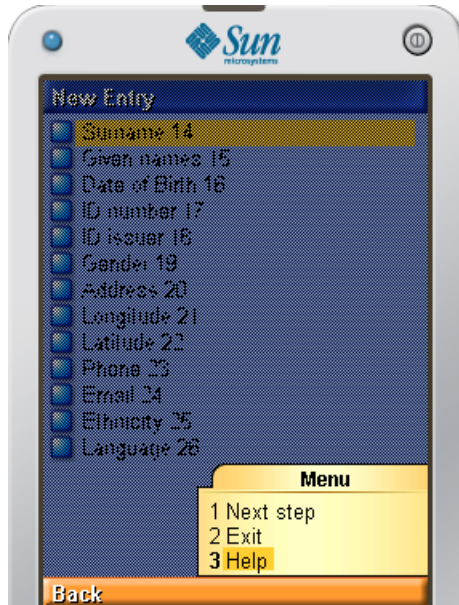 Sun
microsystems
New Entry
Surname 14
Given names 15
Date of Birth 16
ID number 17
ID issuer 18
Gender 19
Address 20
Longitude 21
Latitude 22
Phone 23
Email 24
Ethnicity 25
Language 26
Menu
1 Next step
2 Exit
3 Help
Back